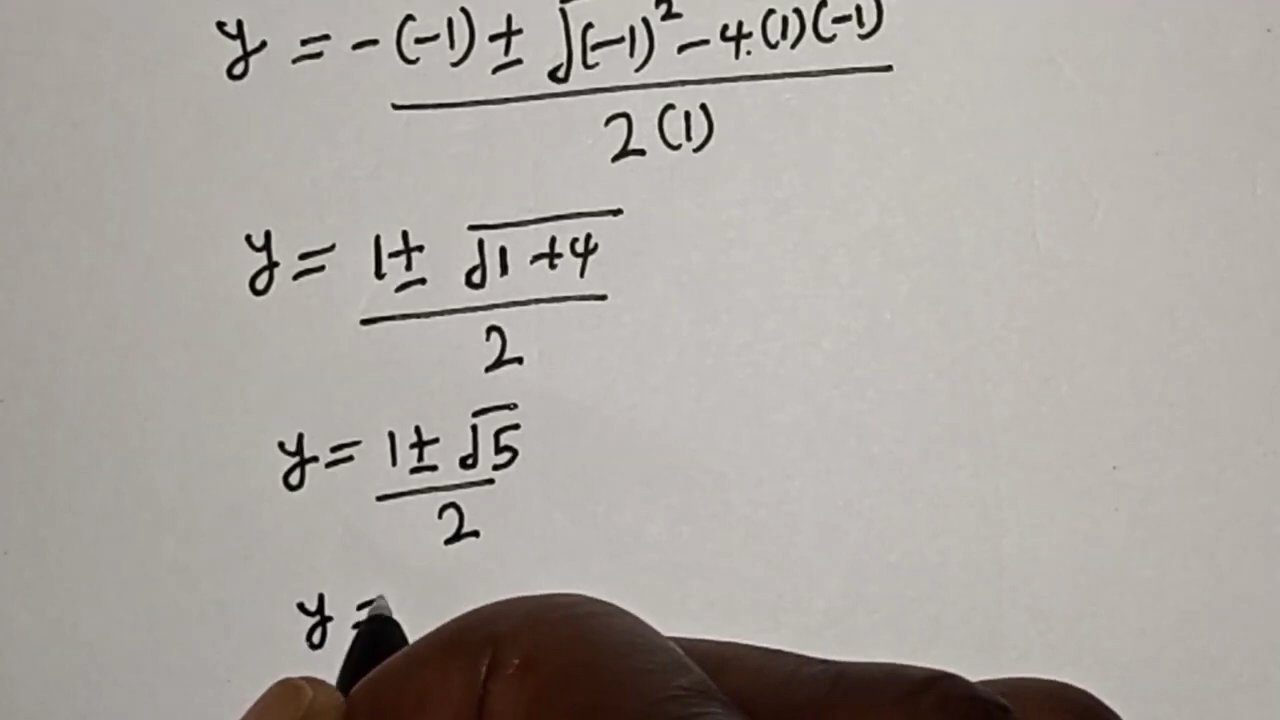 y = -(-1) ± √(-1)² - 4.(1)(-1)
2(1)
y = 1 ± √1 + 4
2
y = 1 ± √5
2
y =